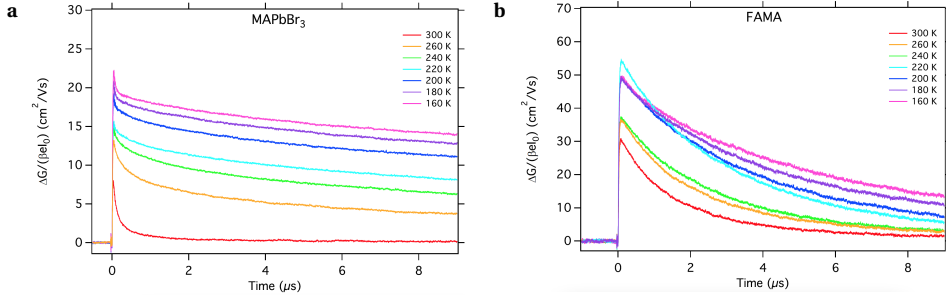 a
MAPbBr3
30
25
20
15
10
5
0
ΔG/(βeI0) (cm2/Vs)
300 K
260 K
240 K
220 K
200 K
180 K
160 K
0 2 4 6 8
Time (μs)
b
FAMA
70
60
50
40
30
20
10
0
ΔG/(βeI0) (cm2/Vs)
300 K
260 K
240 K
220 K
200 K
180 K
160 K
0 2 4 6 8
Time (μs)